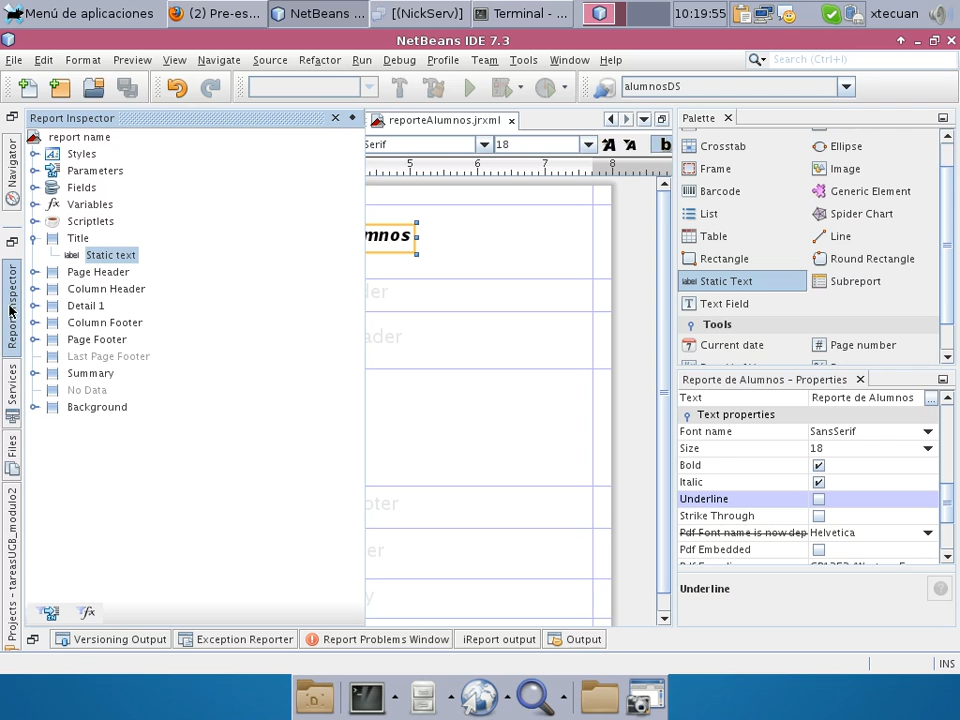 Menú de aplicaciones
(2) Pre-es...
NetBeans ...
[(NickServ)]
Terminal - ...
10:19:55
xtecuan
NetBeans IDE 7.3
File Edit Format Preview View Navigate Source Refactor Run Debug Profile Team Tools Window Help
Search (Ctrl+I)
alumnosDS
Report Inspector
reporteAlumnos.jrxml
Palette
report name
Styles
Parameters
Fields
Variables
Scriptlets
Title
label Static text
Page Header
Column Header
Detail 1
Column Footer
Page Footer
Last Page Footer
Summary
No Data
Background
Navigator
Report Inspector
Services
Files
Projects - tareasUGB_modulo2
erif
18
A A b
5 6 7 8
mnos
der
ader
oter
er
y
Crosstab
Ellipse
Frame
Image
Barcode
Generic Element
List
Spider Chart
Table
Line
Rectangle
Round Rectangle
label Static Text
Subreport
Text Field
Tools
Current date
# Page number
Reporte de Alumnos - Properties
Text Reporte de Alumnos ...
Text properties
Font name SansSerif
Size 18
Bold
Italic
Underline
Strike Through
Pdf Font name is now dep Helvetica
Pdf Embedded
Underline
Versioning Output
Exception Reporter
Report Problems Window
iReport output
Output
INS